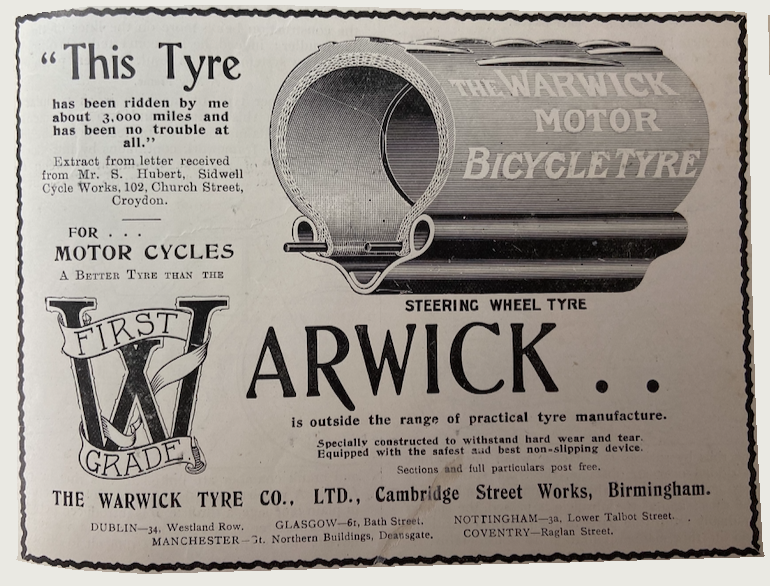 "This Tyre
has been ridden by me
about 3,000 miles and
has been no trouble at
all."
Extract from letter received
from Mr. S. Hubert, Sidwell
Cycle Works, 102, Church Street,
Croydon.
FOR . . .
MOTOR CYCLES
A BETTER TYRE THAN THE
THE WARWICK
MOTOR
BICYCLE TYRE
STEERING WHEEL TYRE
FIRST
WARWICK . .
GRADE
is outside the range of practical tyre manufacture.
Specially constructed to withstand hard wear and tear.
Equipped with the safest and best non-slipping device.
Sections and full particulars post free.
THE WARWICK TYRE CO., LTD., Cambridge Street Works, Birmingham.
DUBLIN—34, Westland Row. GLASGOW—61, Bath Street. NOTTINGHAM—3a, Lower Talbot Street.
MANCHESTER— Northern Buildings, Deansgate. COVENTRY—Raglan Street.